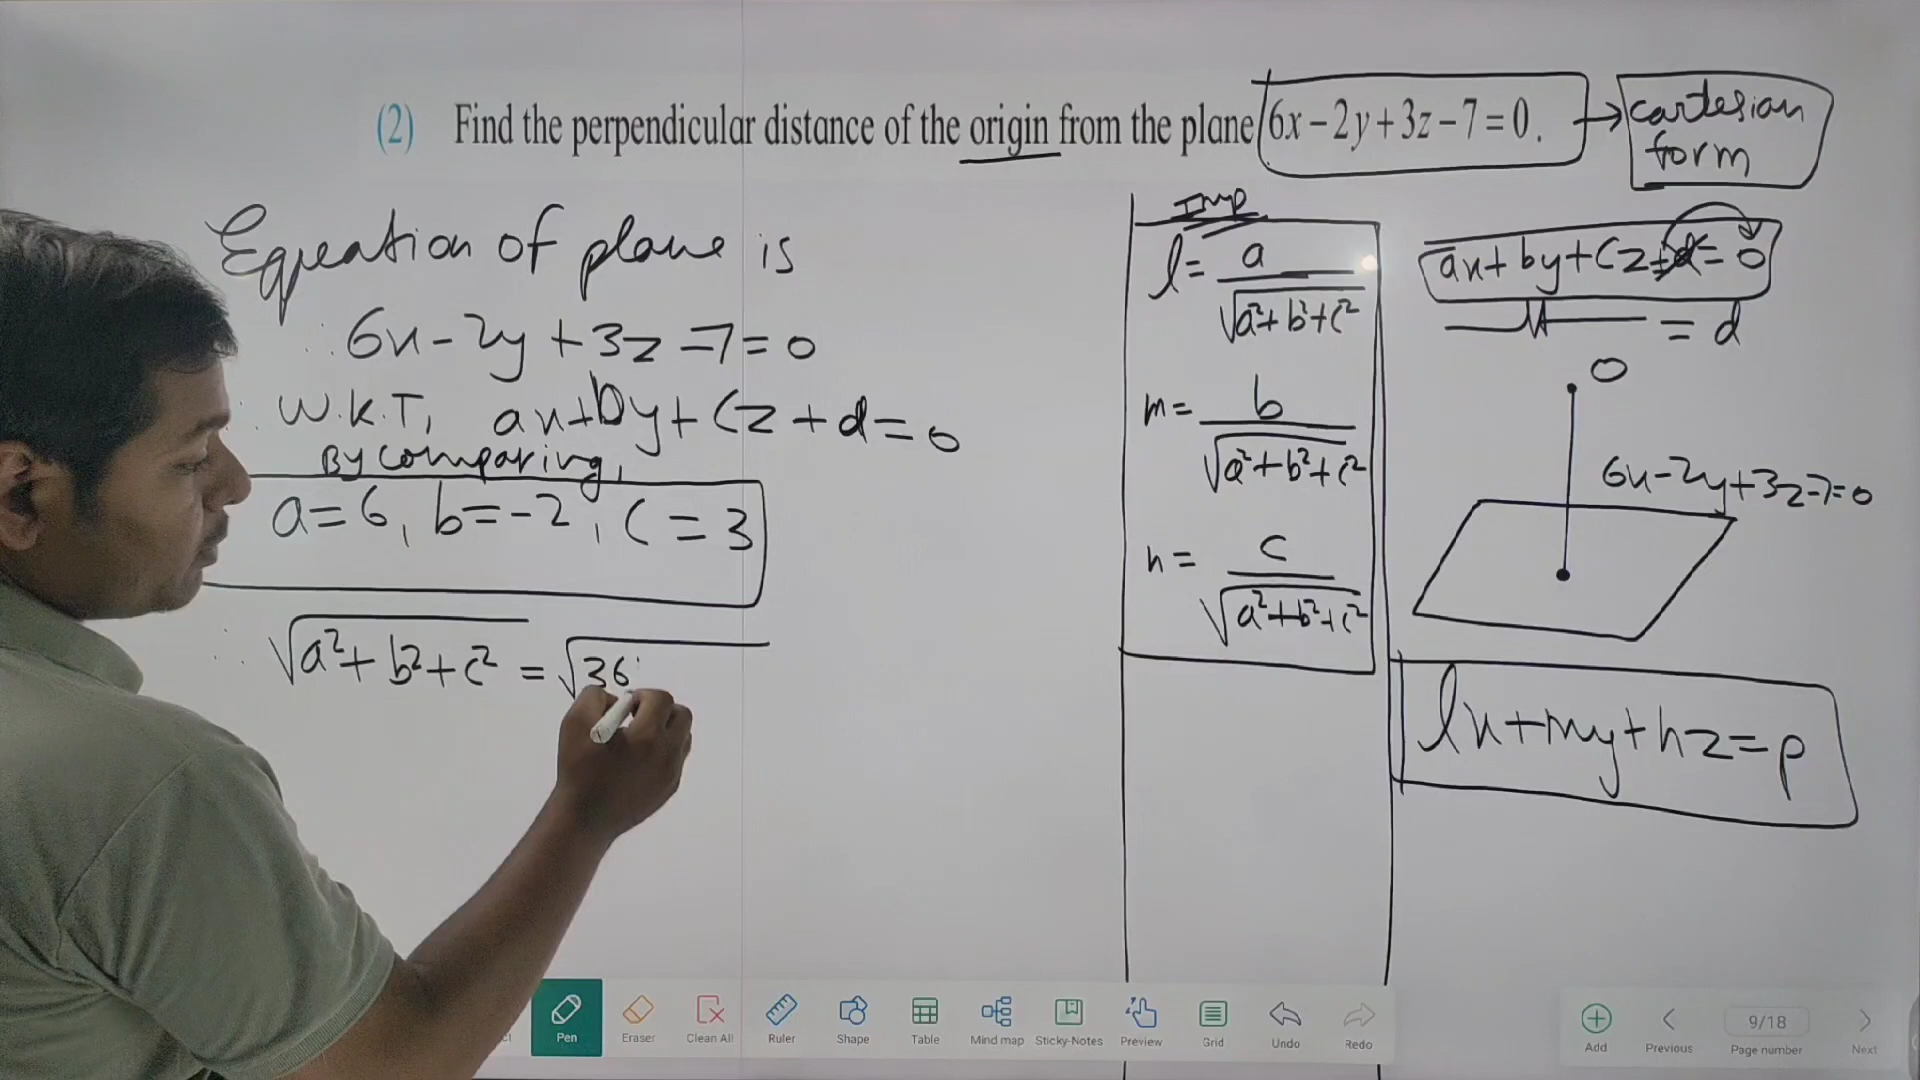 (2) Find the perpendicular distance of the origin from the plane 6x − 2y + 3z − 7 = 0.
→ cartesian
form
Equation of plane is
∴ 6x − 2y + 3z − 7 = 0
W.K.T, ax + by + cz + d = 0
By comparing,
a = 6, b = −2, c = 3
∴ √a² + b² + c² = √36
Imp
l = a / √a² + b² + c²
m = b / √a² + b² + c²
n = c / √a² + b² + c²
ax + by + cz + d = 0
= d
O
6x − 2y + 3z − 7 = 0
lx + my + nz = p
Pen
Eraser
Clean All
Ruler
Shape
Table
Mind map
Sticky-Notes
Preview
Grid
Undo
Redo
Add
Previous
9/18
Page number
Next